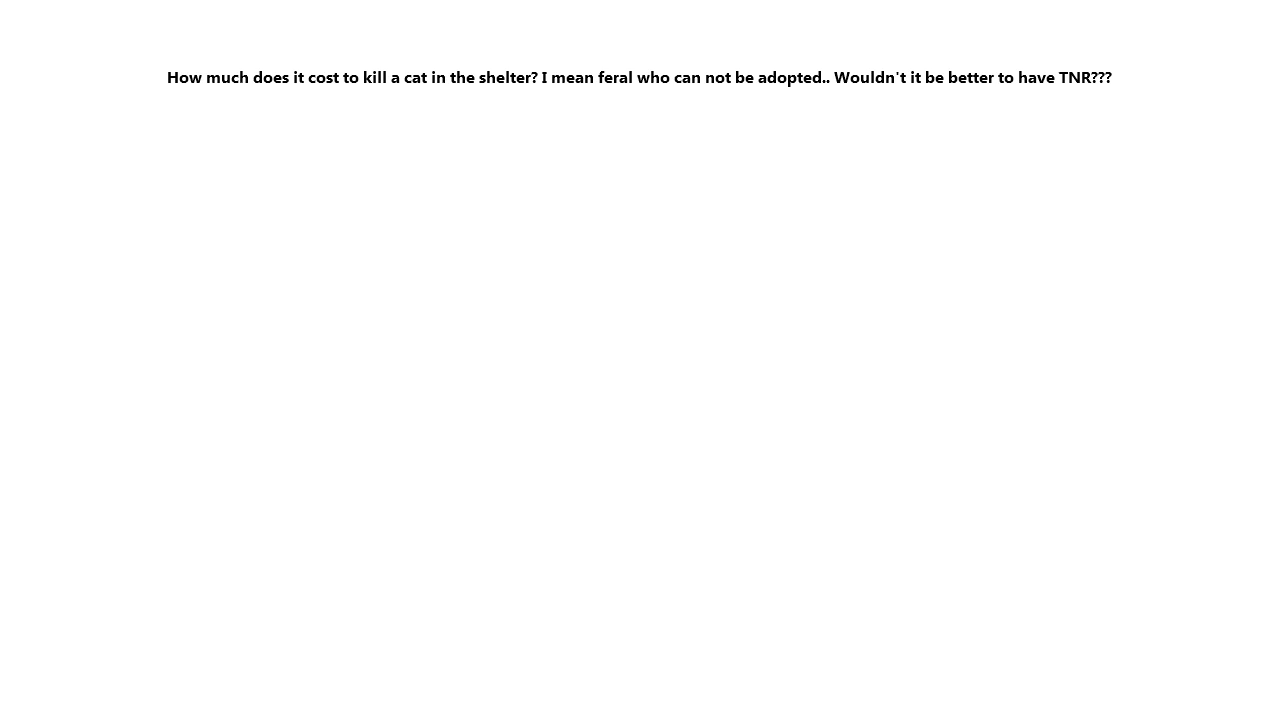 How much does it cost to kill a cat in the shelter? I mean feral who can not be adopted.. Wouldn't it be better to have TNR???